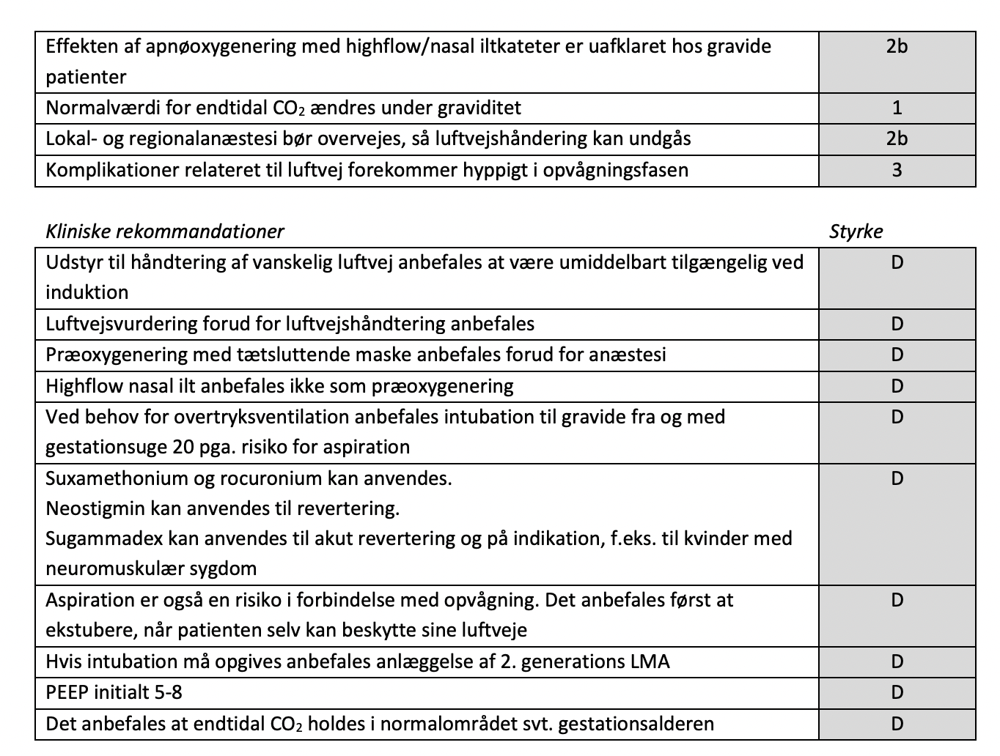 Effekten af apnøoxygenering med highflow/nasal iltkateter er uafklaret hos gravide 2b
patienter
Normalværdi for endtidal CO₂ ændres under graviditet 1
Lokal- og regionalanæstesi bør overvejes, så luftvejshåndering kan undgås 2b
Komplikationer relateret til luftvej forekommer hyppigt i opvågningsfasen 3
Kliniske rekommandationer Styrke
Udstyr til håndtering af vanskelig luftvej anbefales at være umiddelbart tilgængelig ved D
induktion
Luftvejsvurdering forud for luftvejshåndtering anbefales D
Præoxygenering med tætsluttende maske anbefales forud for anæstesi D
Highflow nasal ilt anbefales ikke som præoxygenering D
Ved behov for overtryksventilation anbefales intubation til gravide fra og med D
gestationsuge 20 pga. risiko for aspiration
Suxamethonium og rocuronium kan anvendes. D
Neostigmin kan anvendes til revertering.
Sugammadex kan anvendes til akut revertering og på indikation, f.eks. til kvinder med
neuromuskulær sygdom
Aspiration er også en risiko i forbindelse med opvågning. Det anbefales først at D
ekstubere, når patienten selv kan beskytte sine luftveje
Hvis intubation må opgives anbefales anlæggelse af 2. generations LMA D
PEEP initialt 5-8 D
Det anbefales at endtidal CO₂ holdes i normalområdet svt. gestationsalderen D